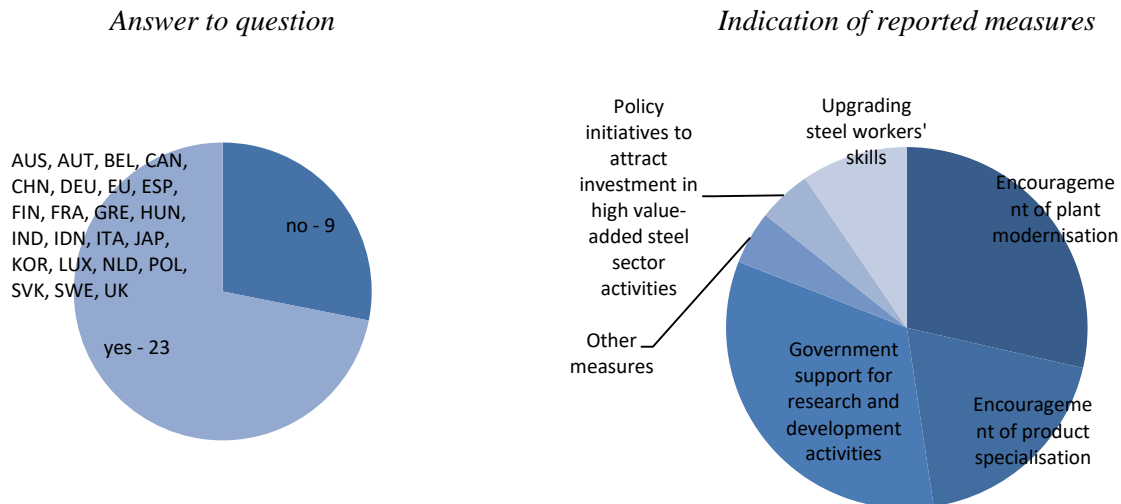 Answer to question
AUS, AUT, BEL, CAN,
CHN, DEU, EU, ESP,
FIN, FRA, GRE, HUN,
IND, IDN, ITA, JAP,
KOR, LUX, NLD, POL,
SVK, SWE, UK
no - 9
yes - 23
Indication of reported measures
Policy
initiatives to
attract
investment in
high value-
added steel
sector
activities
Upgrading
steel workers'
skills
Encourageme
nt of plant
modernisation
Other
measures
Government
support for
research and
development
activities
Encourageme
nt of product
specialisation